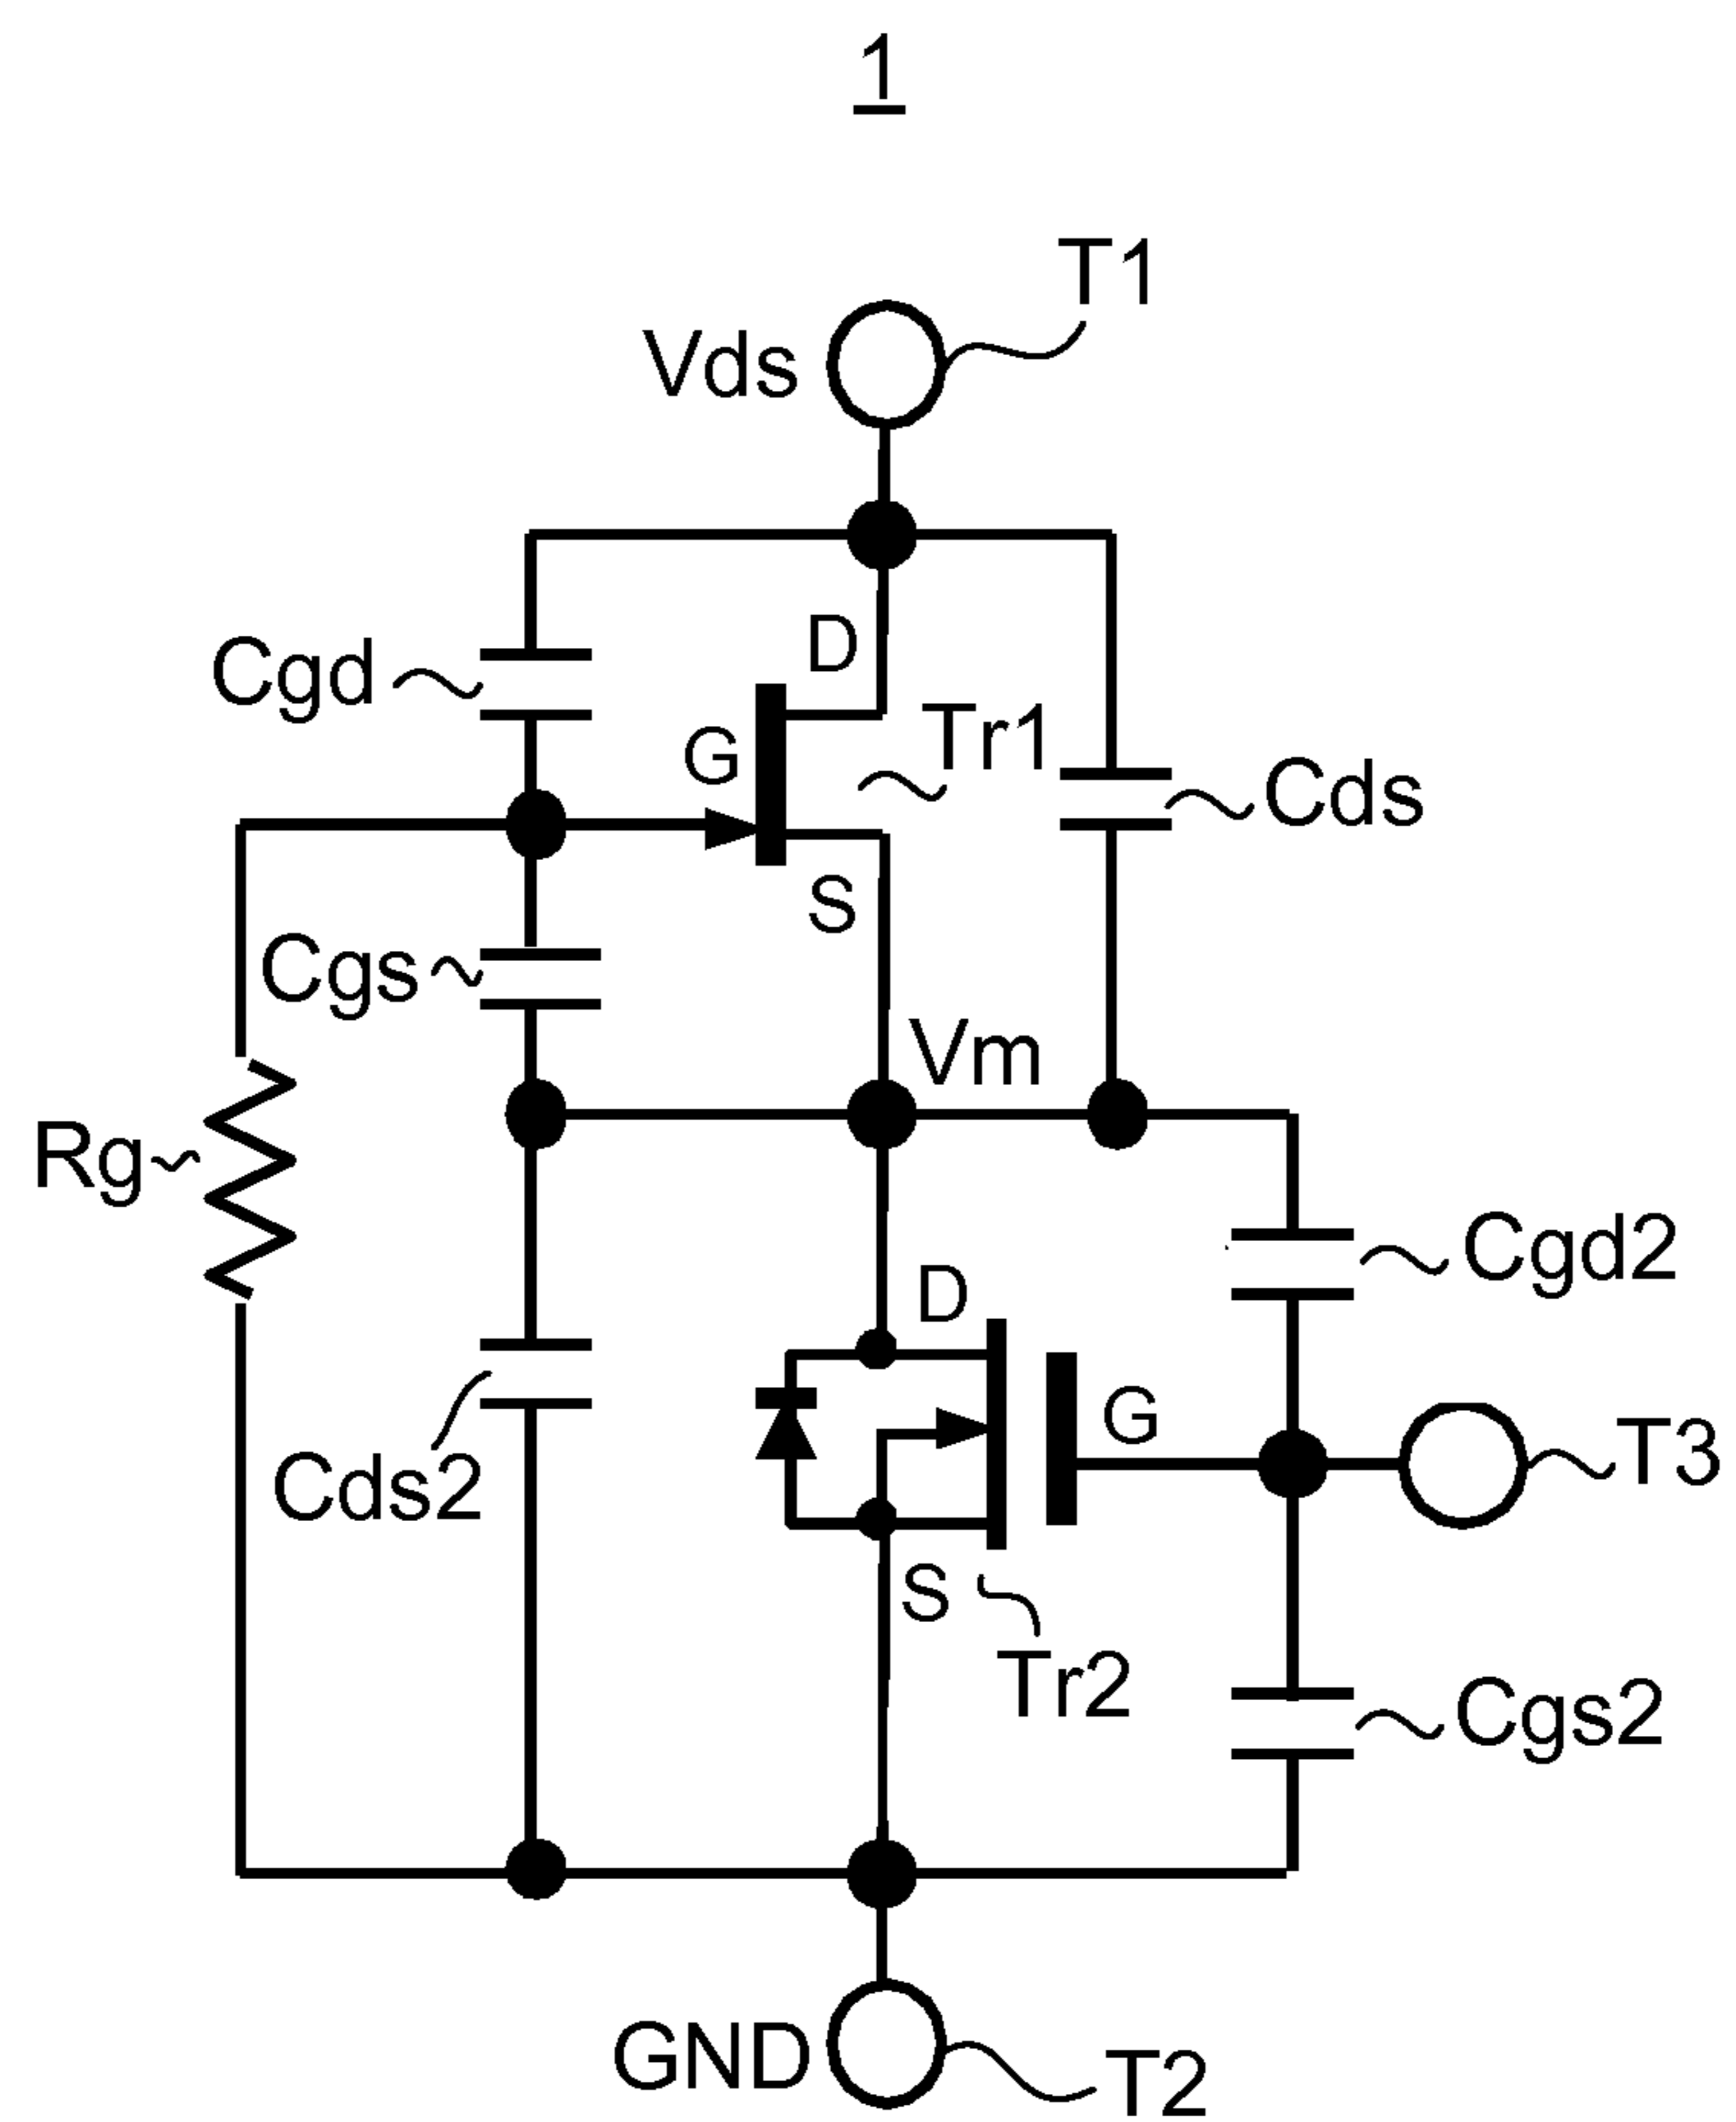 1
T1
Vds
D
Cgd
Tr1
G
Cds
S
Cgs
Vm
Rg
Cgd2
D
G
T3
Cds2
S
Tr2
Cgs2
GND
T2